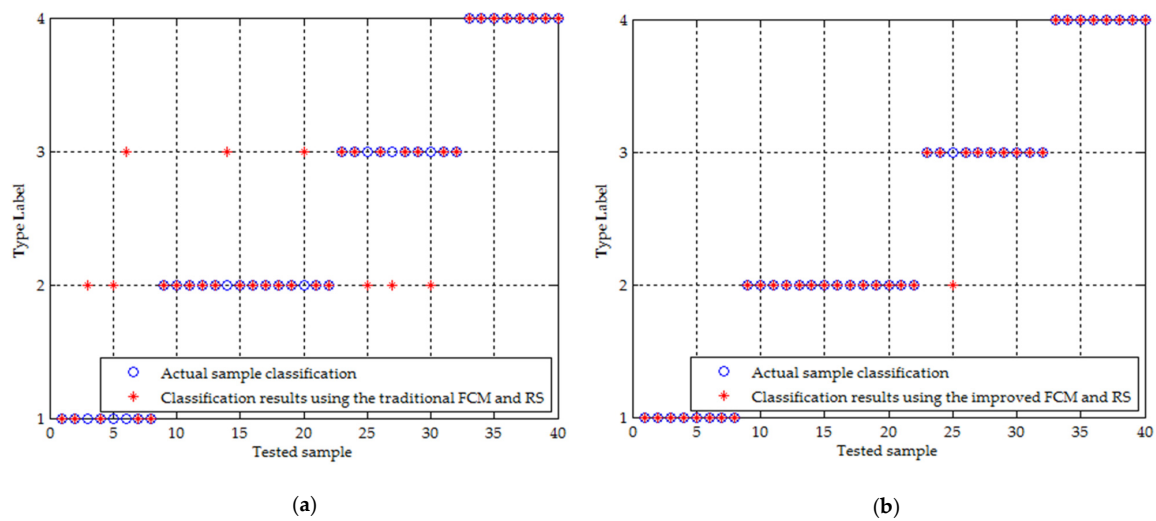 4
3
2
1
Type Label
0 5 10 15 20 25 30 35 40
Tested sample
Actual sample classification
Classification results using the traditional FCM and RS
(a)
4
3
2
1
Type Label
0 5 10 15 20 25 30 35 40
Tested sample
Actual sample classification
Classification results using the improved FCM and RS
(b)